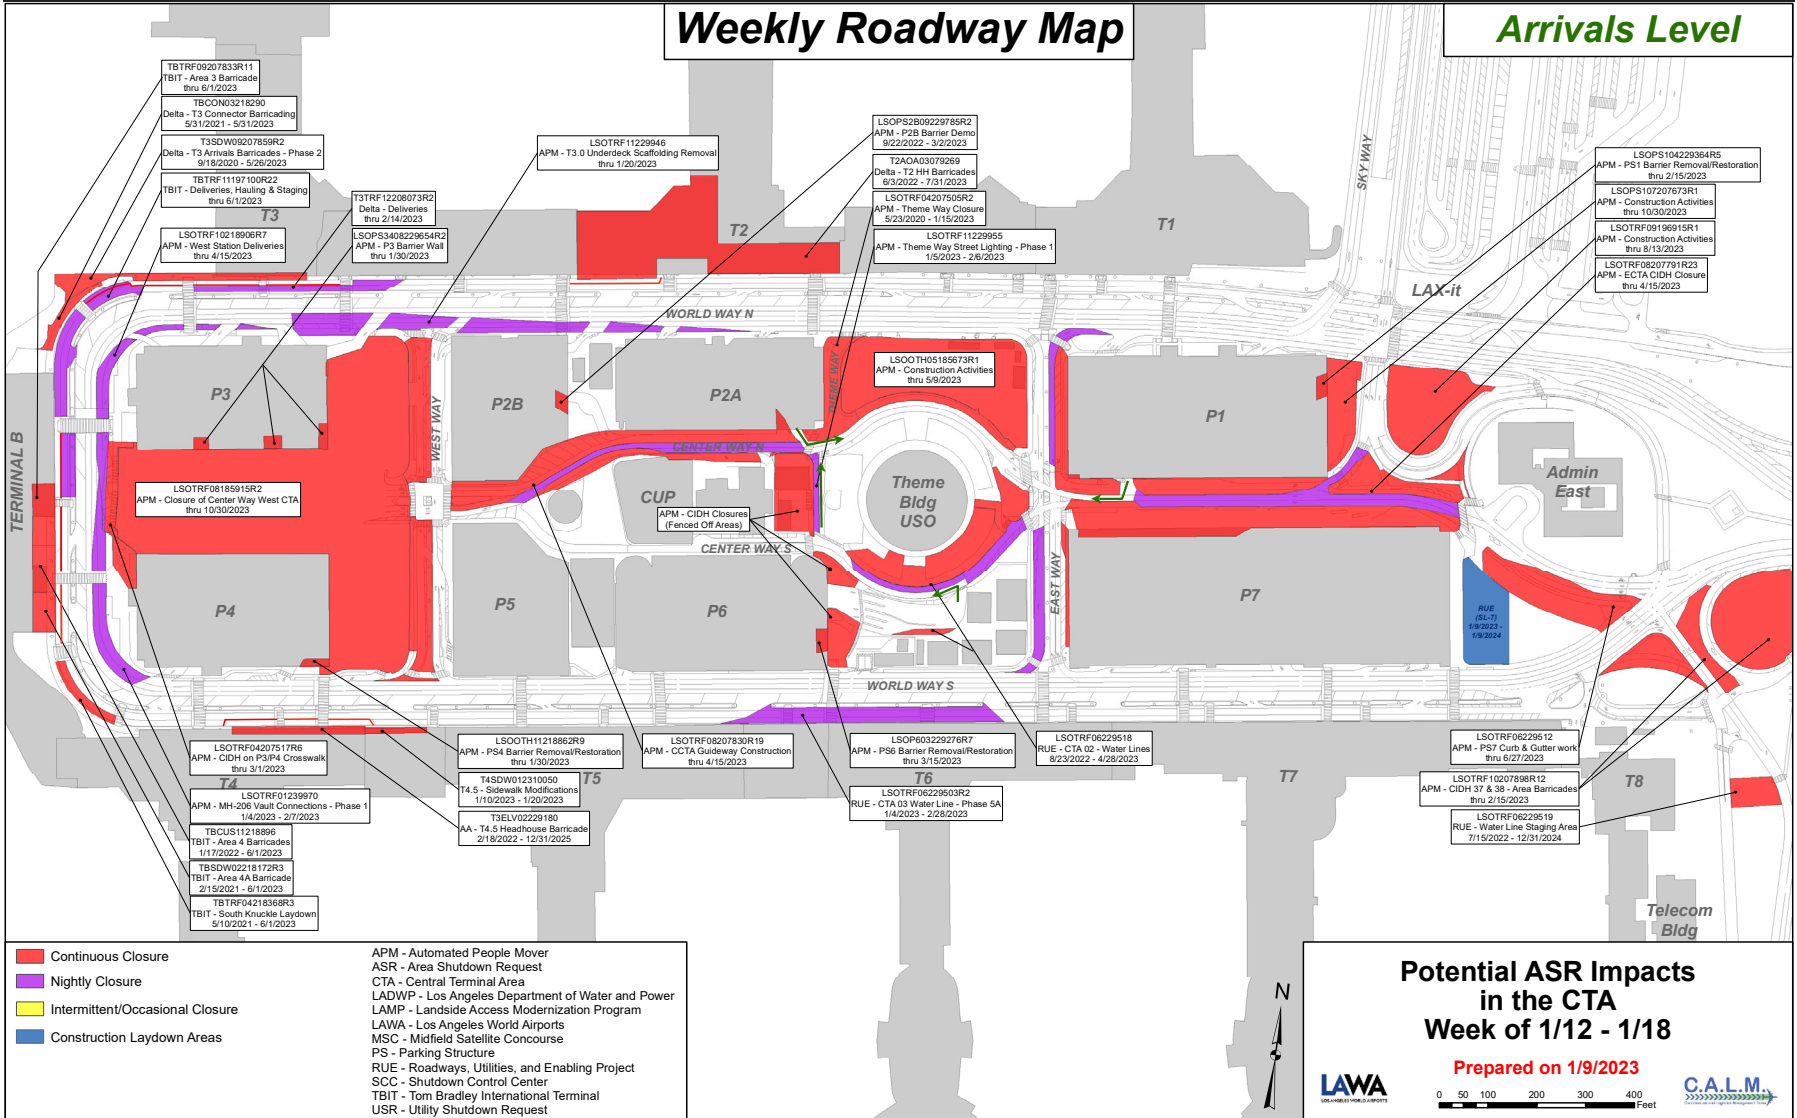 Weekly Roadway Map
Arrivals Level
TBTRF09207833R11
TBIT - Area 3 Barricade
thru 6/1/2023
TBCON03218290
Delta - T3 Connector Barricading
5/31/2021 - 5/31/2023
T3SDW09207859R2
Delta - T3 Arrivals Barricades - Phase 2
9/18/2020 - 5/26/2023
TBTRF11197100R22
TBIT - Deliveries, Hauling & Staging
thru 6/1/2023
LSOTRF10218906R7
APM - West Station Deliveries
thru 4/15/2023
T3TRF12208073R2
Delta - Deliveries
thru 2/14/2023
LSOPS3408229654R2
APM - P3 Barrier Wall
thru 1/30/2023
LSOTRF11229946
APM - T3.0 Underdeck Scaffolding Removal
thru 1/20/2023
LSOPS2B09229785R2
APM - P2B Barrier Demo
9/22/2022 - 3/2/2023
T2AOA03079269
Delta - T2 HH Barricades
6/3/2022 - 7/31/2023
LSOTRF04207505R2
APM - Theme Way Closure
5/23/2020 - 1/15/2023
LSOTRF11229955
APM - Theme Way Street Lighting - Phase 1
1/5/2023 - 2/6/2023
LSOPS104229364R5
APM - PS1 Barrier Removal/Restoration
thru 2/15/2023
LSOPS107207673R1
APM - Construction Activities
thru 10/30/2023
LSOTRF09196915R1
APM - Construction Activities
thru 8/13/2023
LSOTRF08207791R23
APM - ECTA CIDH Closure
thru 4/15/2023
T3
T2
T1
SKY WAY
LAX-it
WORLD WAY N
LSOOTH05185673R1
APM - Construction Activities
thru 5/9/2023
P3
P2B
P2A
THEME WAY
P1
WEST WAY
CENTER WAY N
TERMINAL B
LSOTRF08185915R2
APM - Closure of Center Way West CTA
thru 10/30/2023
CUP
Theme
Bldg
USO
Admin
East
APM - CIDH Closures
(Fenced Off Areas)
CENTER WAY S
EAST WAY
P4
P5
P6
P7
RUE
(SL-7)
1/9/2023 -
1/9/2024
WORLD WAY S
LSOTRF04207517R6
APM - CIDH on P3/P4 Crosswalk
thru 3/1/2023
T4
LSOTRF01239970
APM - MH-206 Vault Connections - Phase 1
1/4/2023 - 2/7/2023
TBCUS11218896
TBIT - Area 4 Barricades
1/17/2022 - 6/1/2023
TBSDW02218172R3
TBIT - Area 4A Barricade
2/15/2021 - 6/1/2023
TBTRF04218368R3
TBIT - South Knuckle Laydown
5/10/2021 - 6/1/2023
LSOOTH11218862R9
APM - PS4 Barrier Removal/Restoration
thru 1/30/2023
T4SDW012310050
T4.5 - Sidewalk Modifications
1/10/2023 - 1/20/2023
T3ELV02229180
AA - T4.5 Headhouse Barricade
2/18/2022 - 12/31/2025
T5
LSOTRF08207830R19
APM - CCTA Guideway Construction
thru 4/15/2023
LSOP603229276R7
APM - PS6 Barrier Removal/Restoration
thru 3/15/2023
T6
LSOTRF06229503R2
RUE - CTA 03 Water Line - Phase 5A
1/4/2023 - 2/28/2023
LSOTRF06229518
RUE - CTA 02 - Water Lines
8/23/2022 - 4/28/2023
T7
LSOTRF06229512
APM - PS7 Curb & Gutter work
thru 6/27/2023
LSOTRF10207898R12
APM - CIDH 37 & 38 - Area Barricades
thru 2/15/2023
LSOTRF06229519
RUE - Water Line Staging Area
7/15/2022 - 12/31/2024
T8
Telecom
Bldg
Continuous Closure
Nightly Closure
Intermittent/Occasional Closure
Construction Laydown Areas
APM - Automated People Mover
ASR - Area Shutdown Request
CTA - Central Terminal Area
LADWP - Los Angeles Department of Water and Power
LAMP - Landside Access Modernization Program
LAWA - Los Angeles World Airports
MSC - Midfield Satellite Concourse
PS - Parking Structure
RUE - Roadways, Utilities, and Enabling Project
SCC - Shutdown Control Center
TBIT - Tom Bradley International Terminal
USR - Utility Shutdown Request
N
Potential ASR Impacts
in the CTA
Week of 1/12 - 1/18
Prepared on 1/9/2023
LAWA
LOS ANGELES WORLD AIRPORTS
0 50 100 200 300 400
Feet
C.A.L.M.